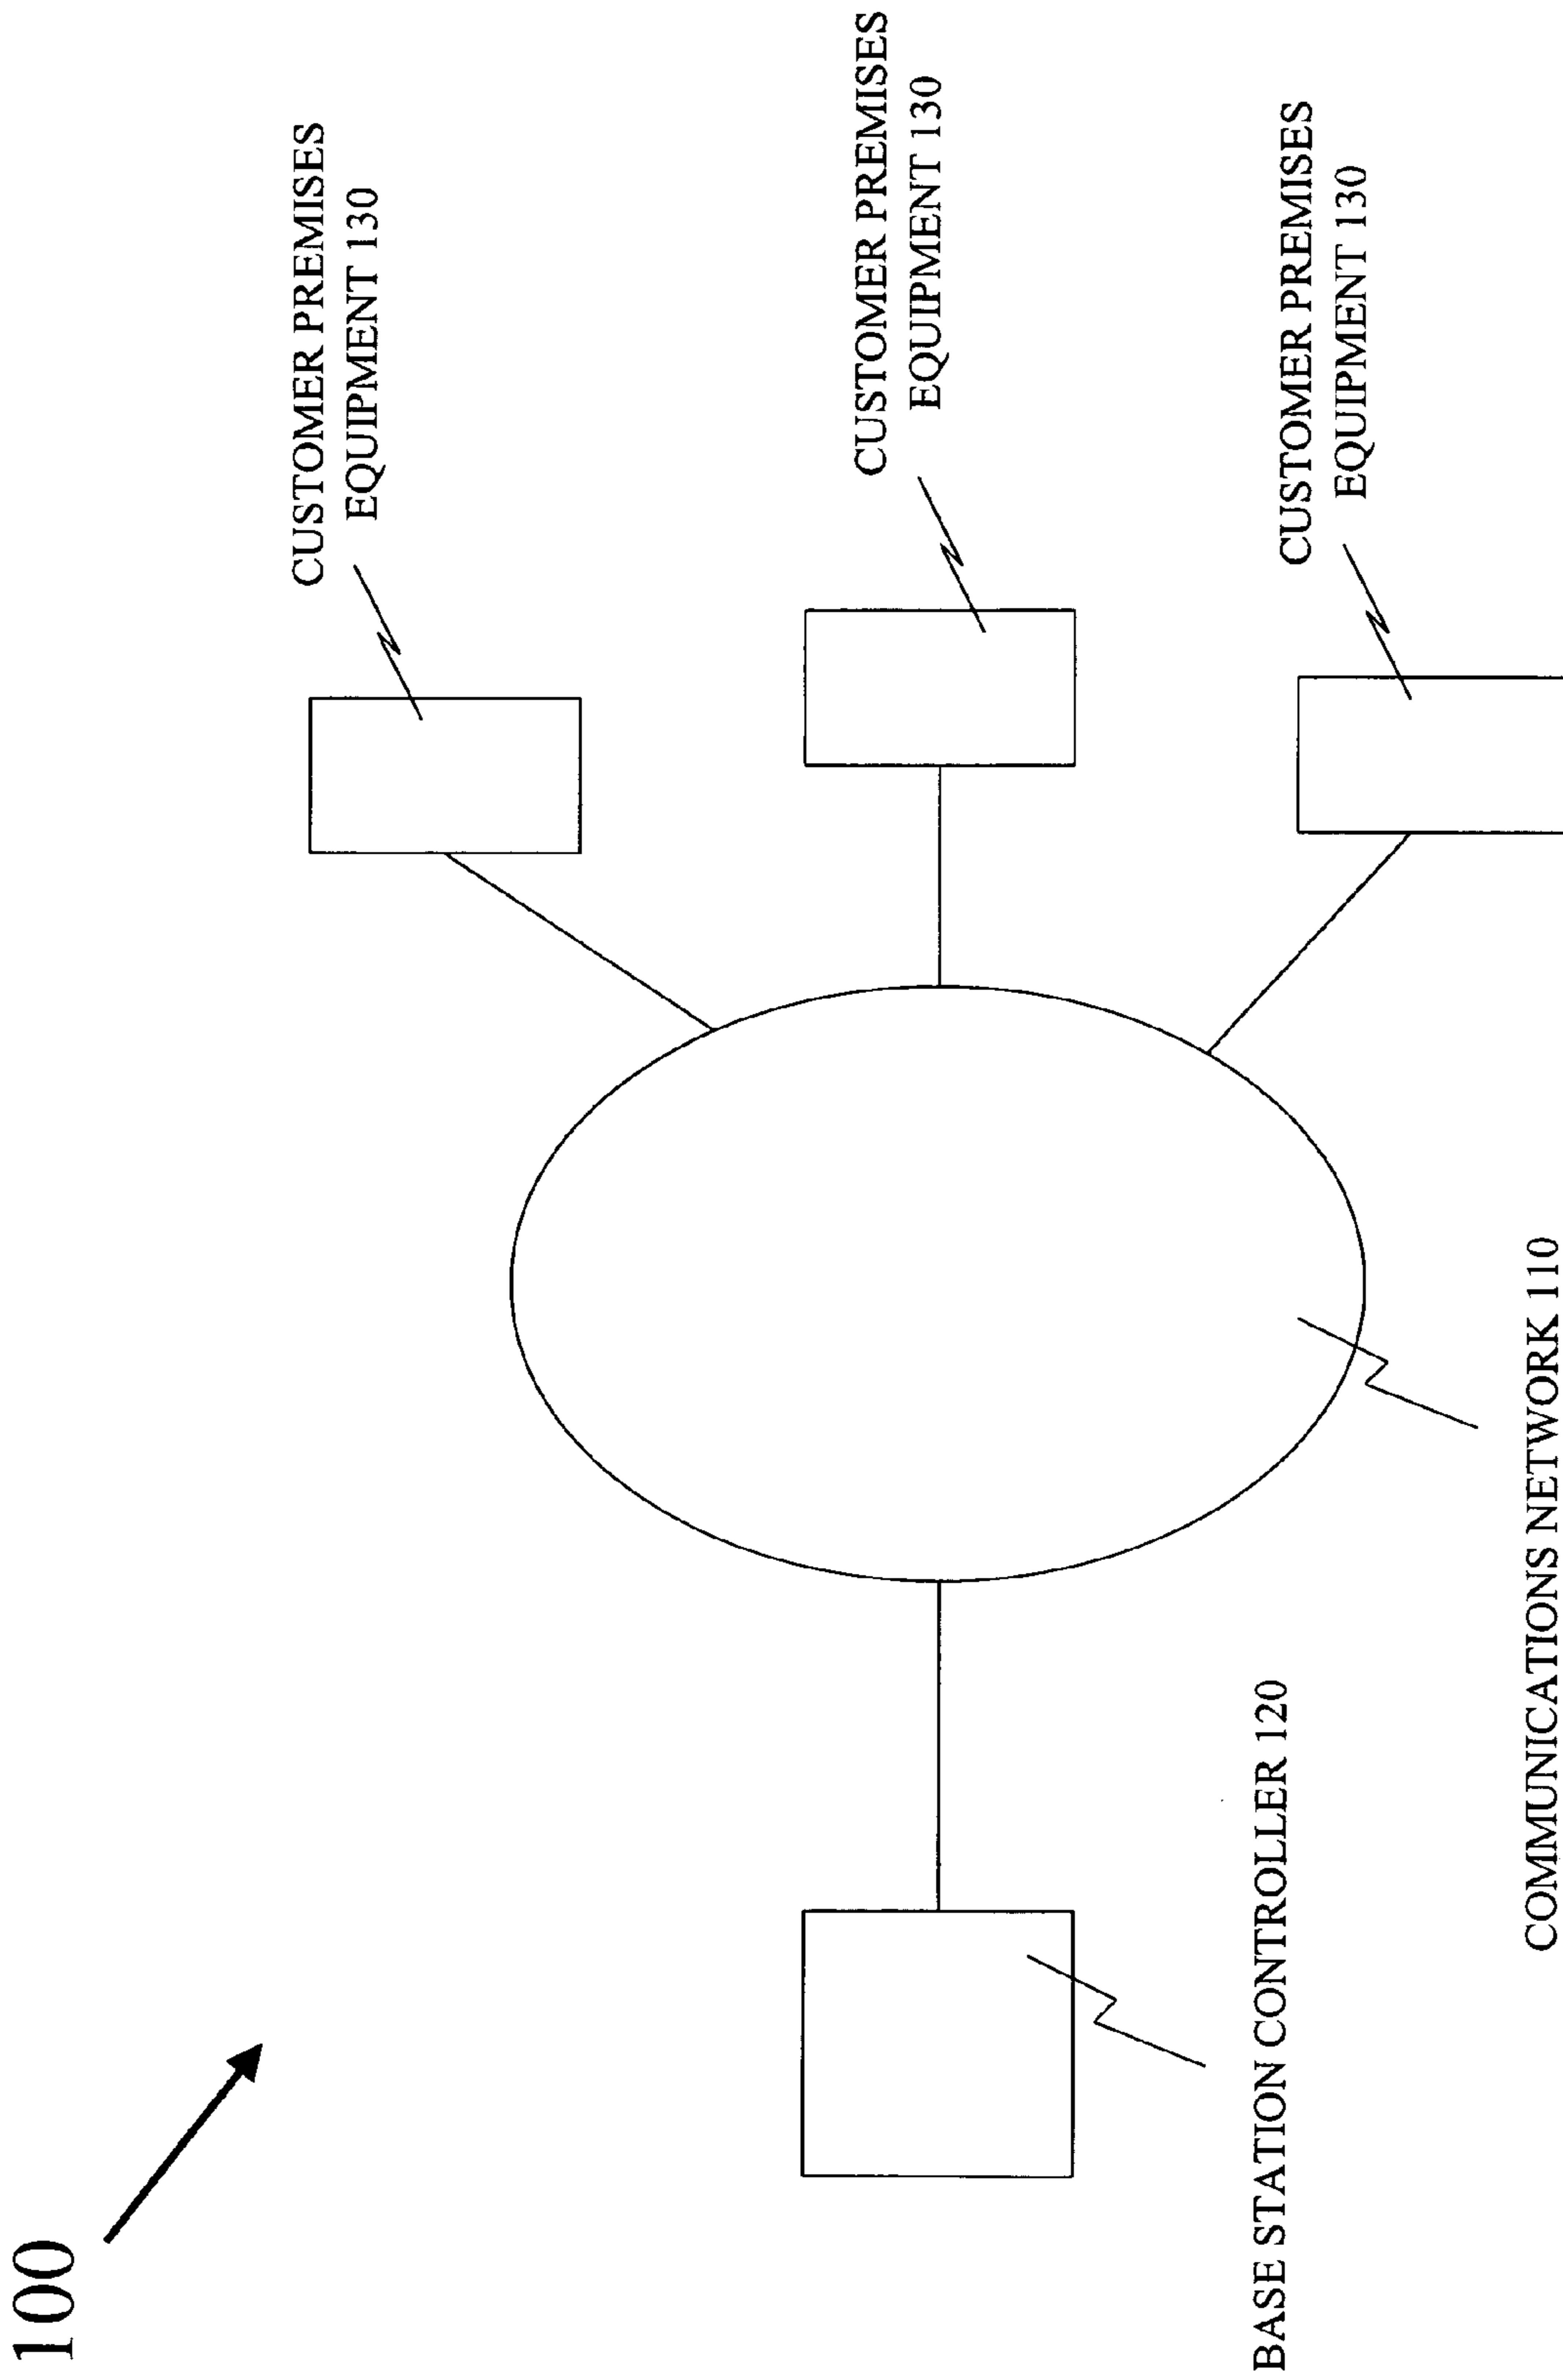 100
CUSTOMER PREMISES
EQUIPMENT 130
CUSTOMER PREMISES
EQUIPMENT 130
CUSTOMER PREMISES
EQUIPMENT 130
BASE STATION CONTROLLER 120
COMMUNICATIONS NETWORK 110